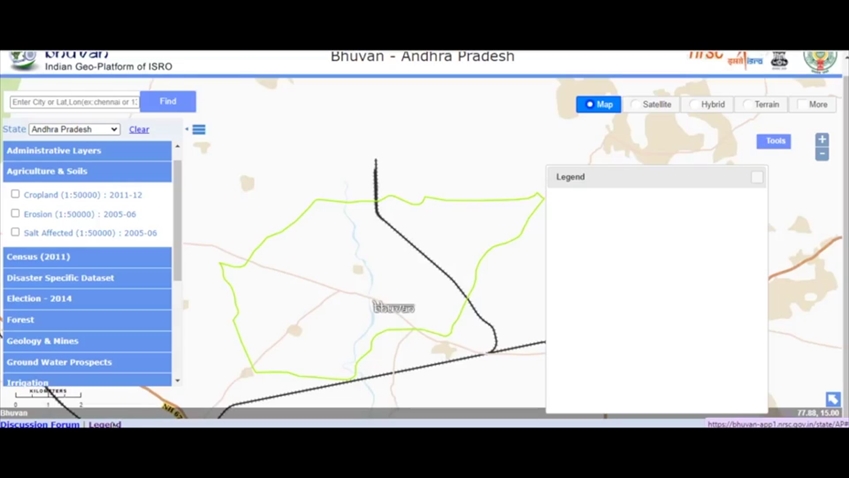 bhuvan
Indian Geo-Platform of ISRO
Bhuvan - Andhra Pradesh
nrsc
Enter City or Lat,Lon(ex:chennai or 1
Find
Map
Satellite
Hybrid
Terrain
More
State
Andhra Pradesh
Clear
Tools
+
-
Administrative Layers
Agriculture & Soils
Cropland (1:50000) : 2011-12
Erosion (1:50000) : 2005-06
Salt Affected (1:50000) : 2005-06
Census (2011)
Disaster Specific Dataset
Election - 2014
Forest
Geology & Mines
Ground Water Prospects
Irrigation
Legend
bhuvan
KILOMETERS
0 1 2
Bhuvan
77.88, 15.00
Discussion Forum | Legend
https://bhuvan-app1.nrsc.gov.in/state/AP#